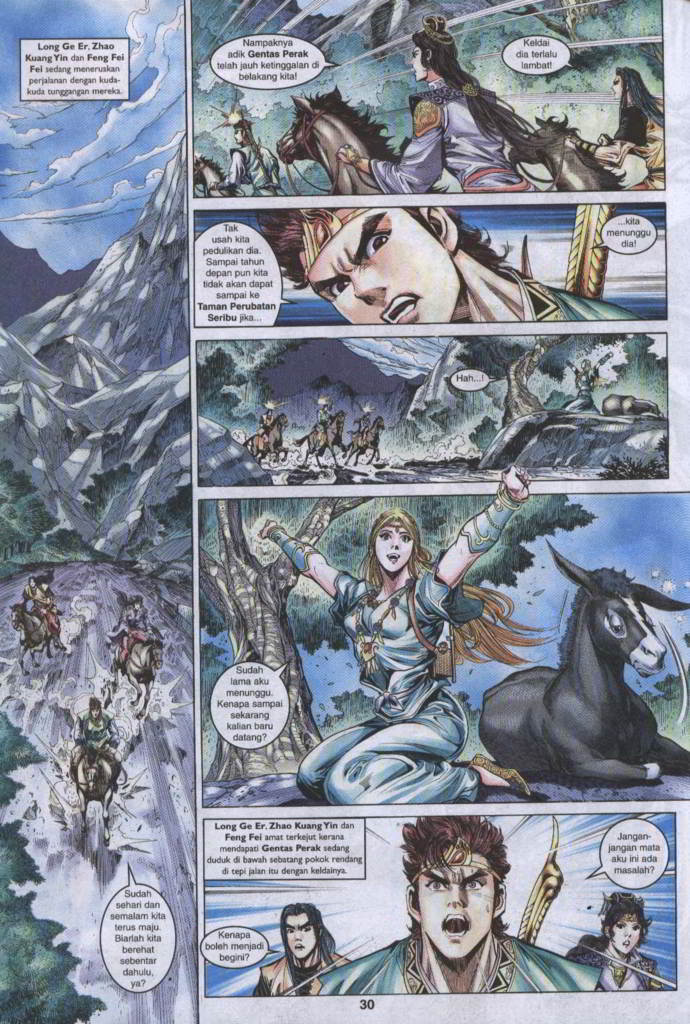 Long Ge Er, Zhao
Kuang Yin dan Feng Fei
Fei sedang meneruskan
perjalanan dengan kuda-
kuda tunggangan mereka.
Sudah
sehari dan
semalam kita
terus maju.
Biarlah kita
berehat
sebentar
dahulu,
ya?
Nampaknya
adik Gentas Perak
telah jauh ketinggalan di
belakang kita!
Keldai
dia terlalu
lambat!
Tak
usah kita
pedulikan dia.
Sampai tahun
depan pun kita
tidak akan dapat
sampai ke
Taman Perubatan
Seribu jika...
...kita
menunggu
dia!
Hah...!
Sudah
lama aku
menunggu.
Kenapa sampai
sekarang
kalian baru
datang?
Long Ge Er, Zhao Kuang Yin dan
Feng Fei amat terkejut kerana
mendapati Gentas Perak sedang
duduk di bawah sebatang pokok rendang
di tepi jalan itu dengan keldainya.
Kenapa
boleh menjadi
begini?
Jangan-
jangan mata
aku ini ada
masalah?
30